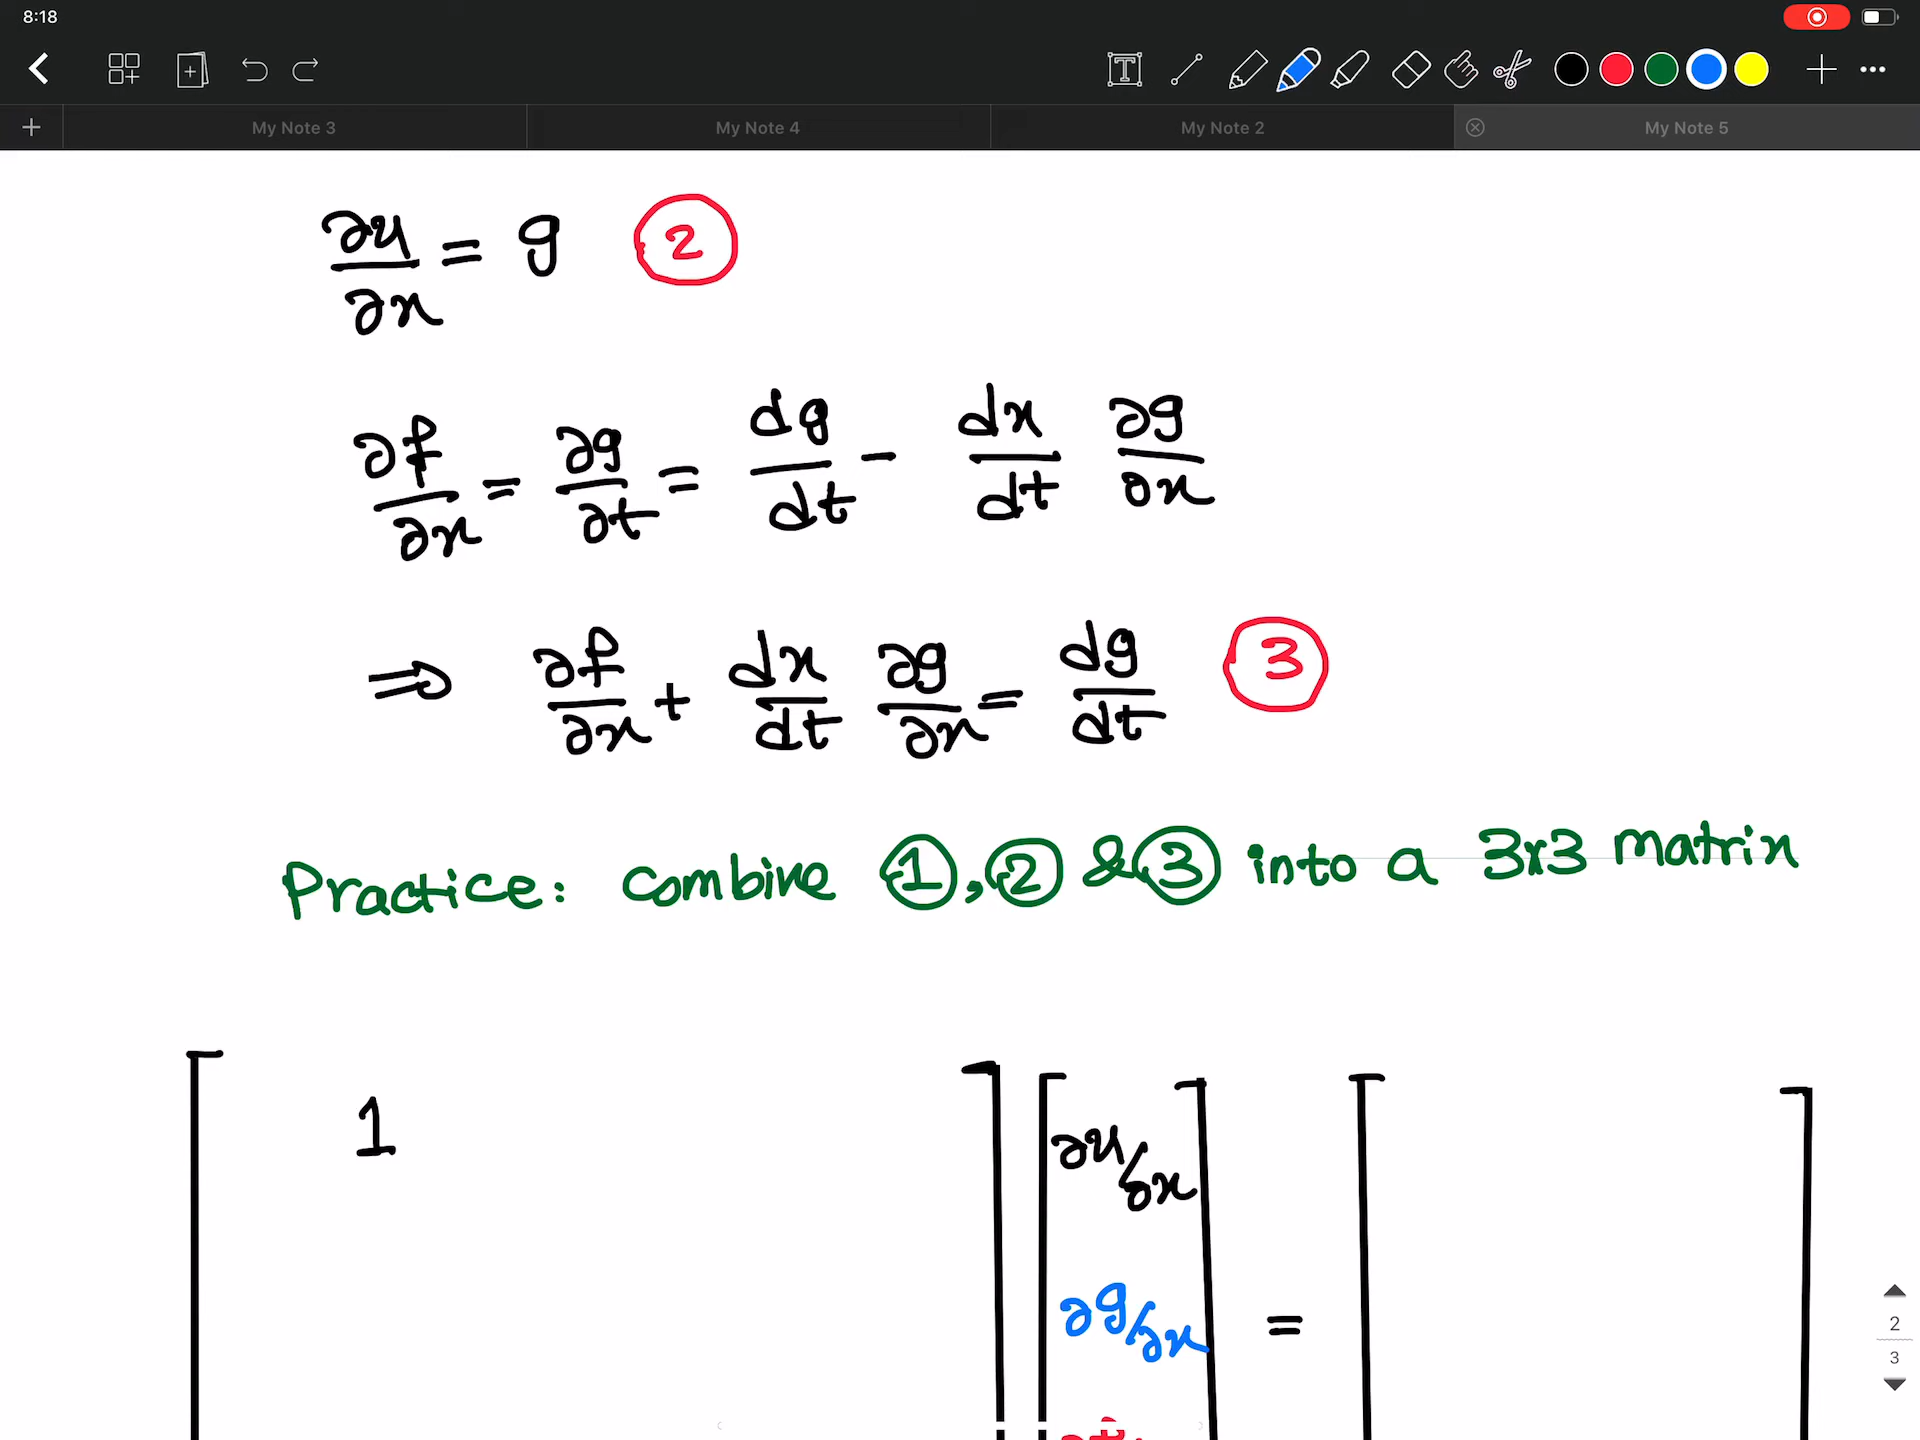 8:18
My Note 3 My Note 4 My Note 2 My Note 5
∂u/∂x = g ②
∂f/∂x = ∂g/∂t = dg/dt - dx/dt ∂g/∂x
⇒ ∂f/∂x + dx/dt ∂g/∂x = dg/dt ③
Practice: combine ①, ② & ③ into a 3x3 matrix
[ 1 ] [ ∂u/∂x
∂g/∂x ] = [ ]
2
3